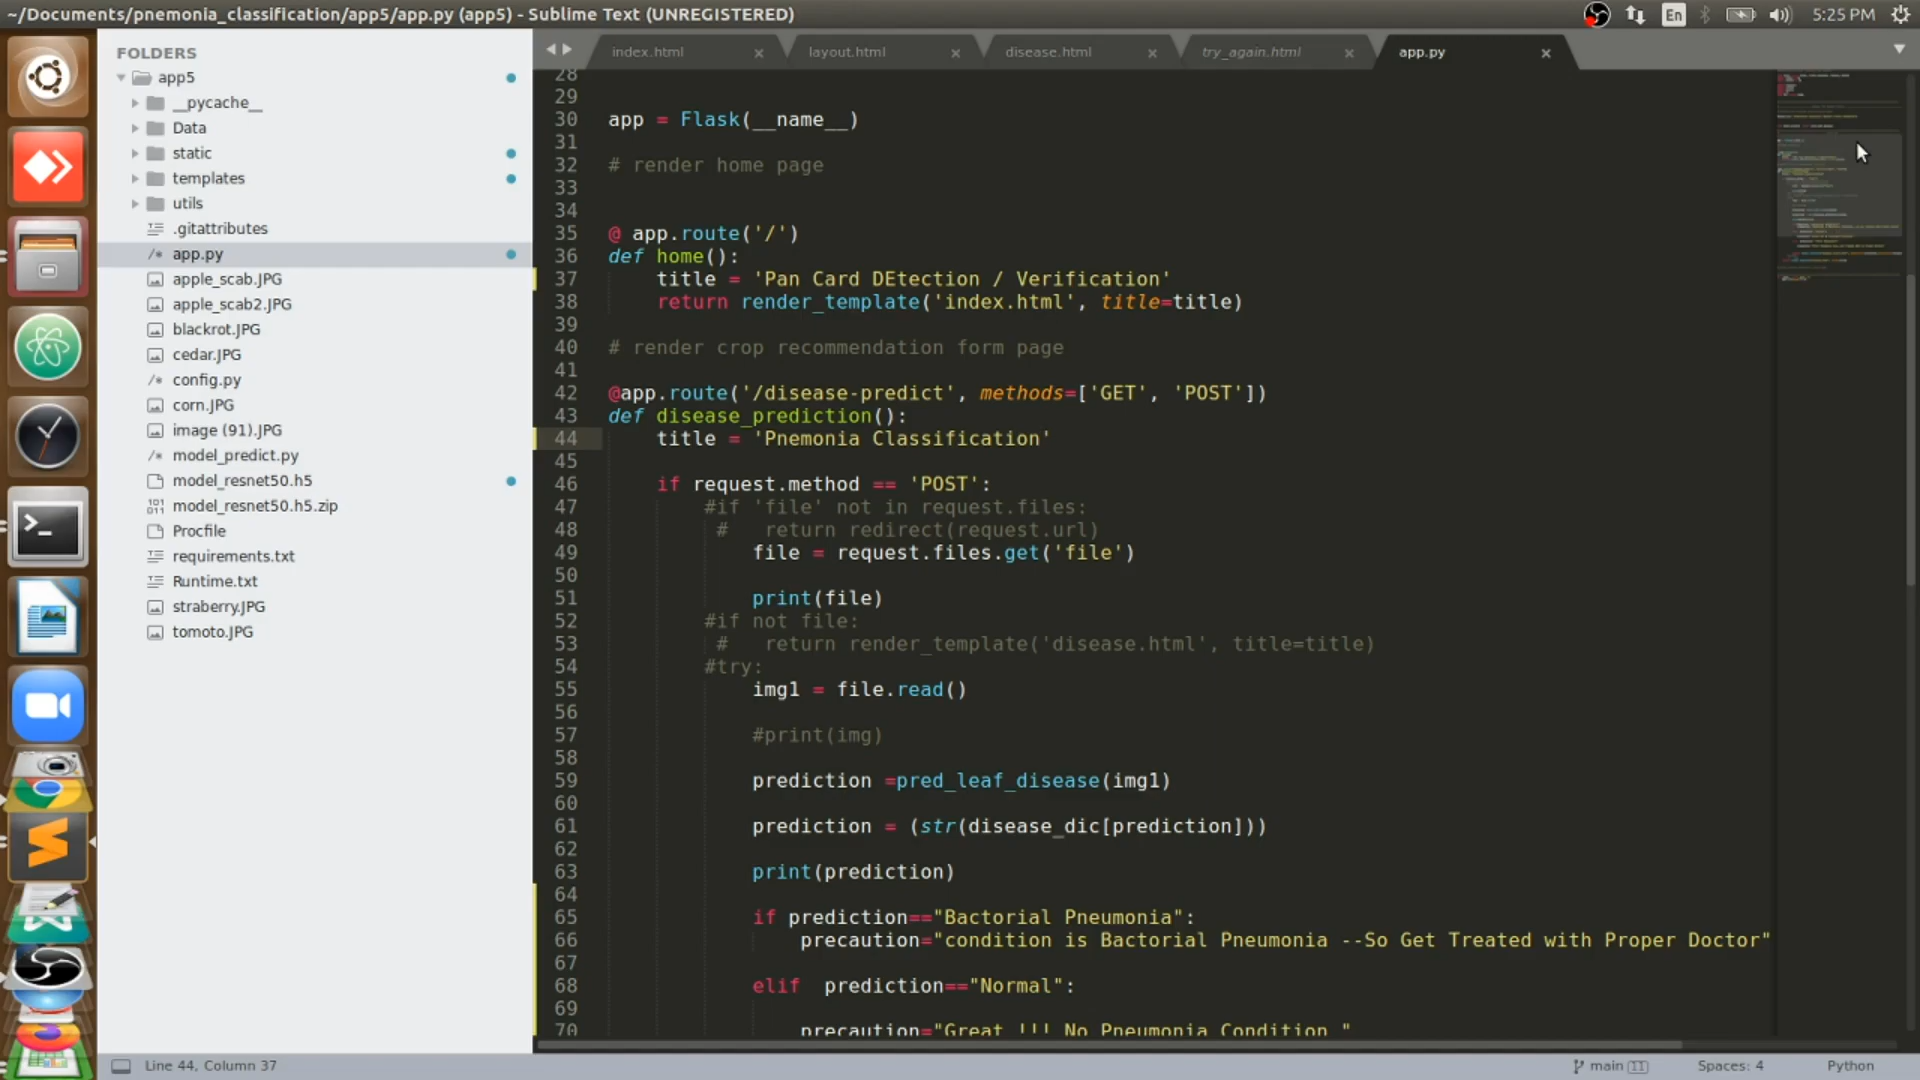 ~/Documents/pnemonia_classification/app5/app.py (app5) - Sublime Text (UNREGISTERED)
En
5:25 PM
FOLDERS
app5
__pycache__
Data
static
templates
utils
.gitattributes
app.py
apple_scab.JPG
apple_scab2.JPG
blackrot.JPG
cedar.JPG
config.py
corn.JPG
image (91).JPG
model_predict.py
model_resnet50.h5
model_resnet50.h5.zip
Procfile
requirements.txt
Runtime.txt
straberry.JPG
tomoto.JPG
index.html
layout.html
disease.html
try_again.html
app.py
28
29
30 app = Flask(__name__)
31
32 # render home page
33
34
35 @ app.route('/')
36 def home():
37 title = 'Pan Card DEtection / Verification'
38 return render_template('index.html', title=title)
39
40 # render crop recommendation form page
41
42 @app.route('/disease-predict', methods=['GET', 'POST'])
43 def disease_prediction():
44 title = 'Pnemonia Classification'
45
46 if request.method == 'POST':
47 #if 'file' not in request.files:
48 # return redirect(request.url)
49 file = request.files.get('file')
50
51 print(file)
52 #if not file:
53 # return render_template('disease.html', title=title)
54 #try:
55 img1 = file.read()
56
57 #print(img)
58
59 prediction =pred_leaf_disease(img1)
60
61 prediction = (str(disease_dic[prediction]))
62
63 print(prediction)
64
65 if prediction=="Bactorial Pneumonia":
66 precaution="condition is Bactorial Pneumonia --So Get Treated with Proper Doctor"
67
68 elif prediction=="Normal":
69
70 precaution="Great !!! No Pneumonia Condition "
Line 44, Column 37
main 11
Spaces: 4
Python